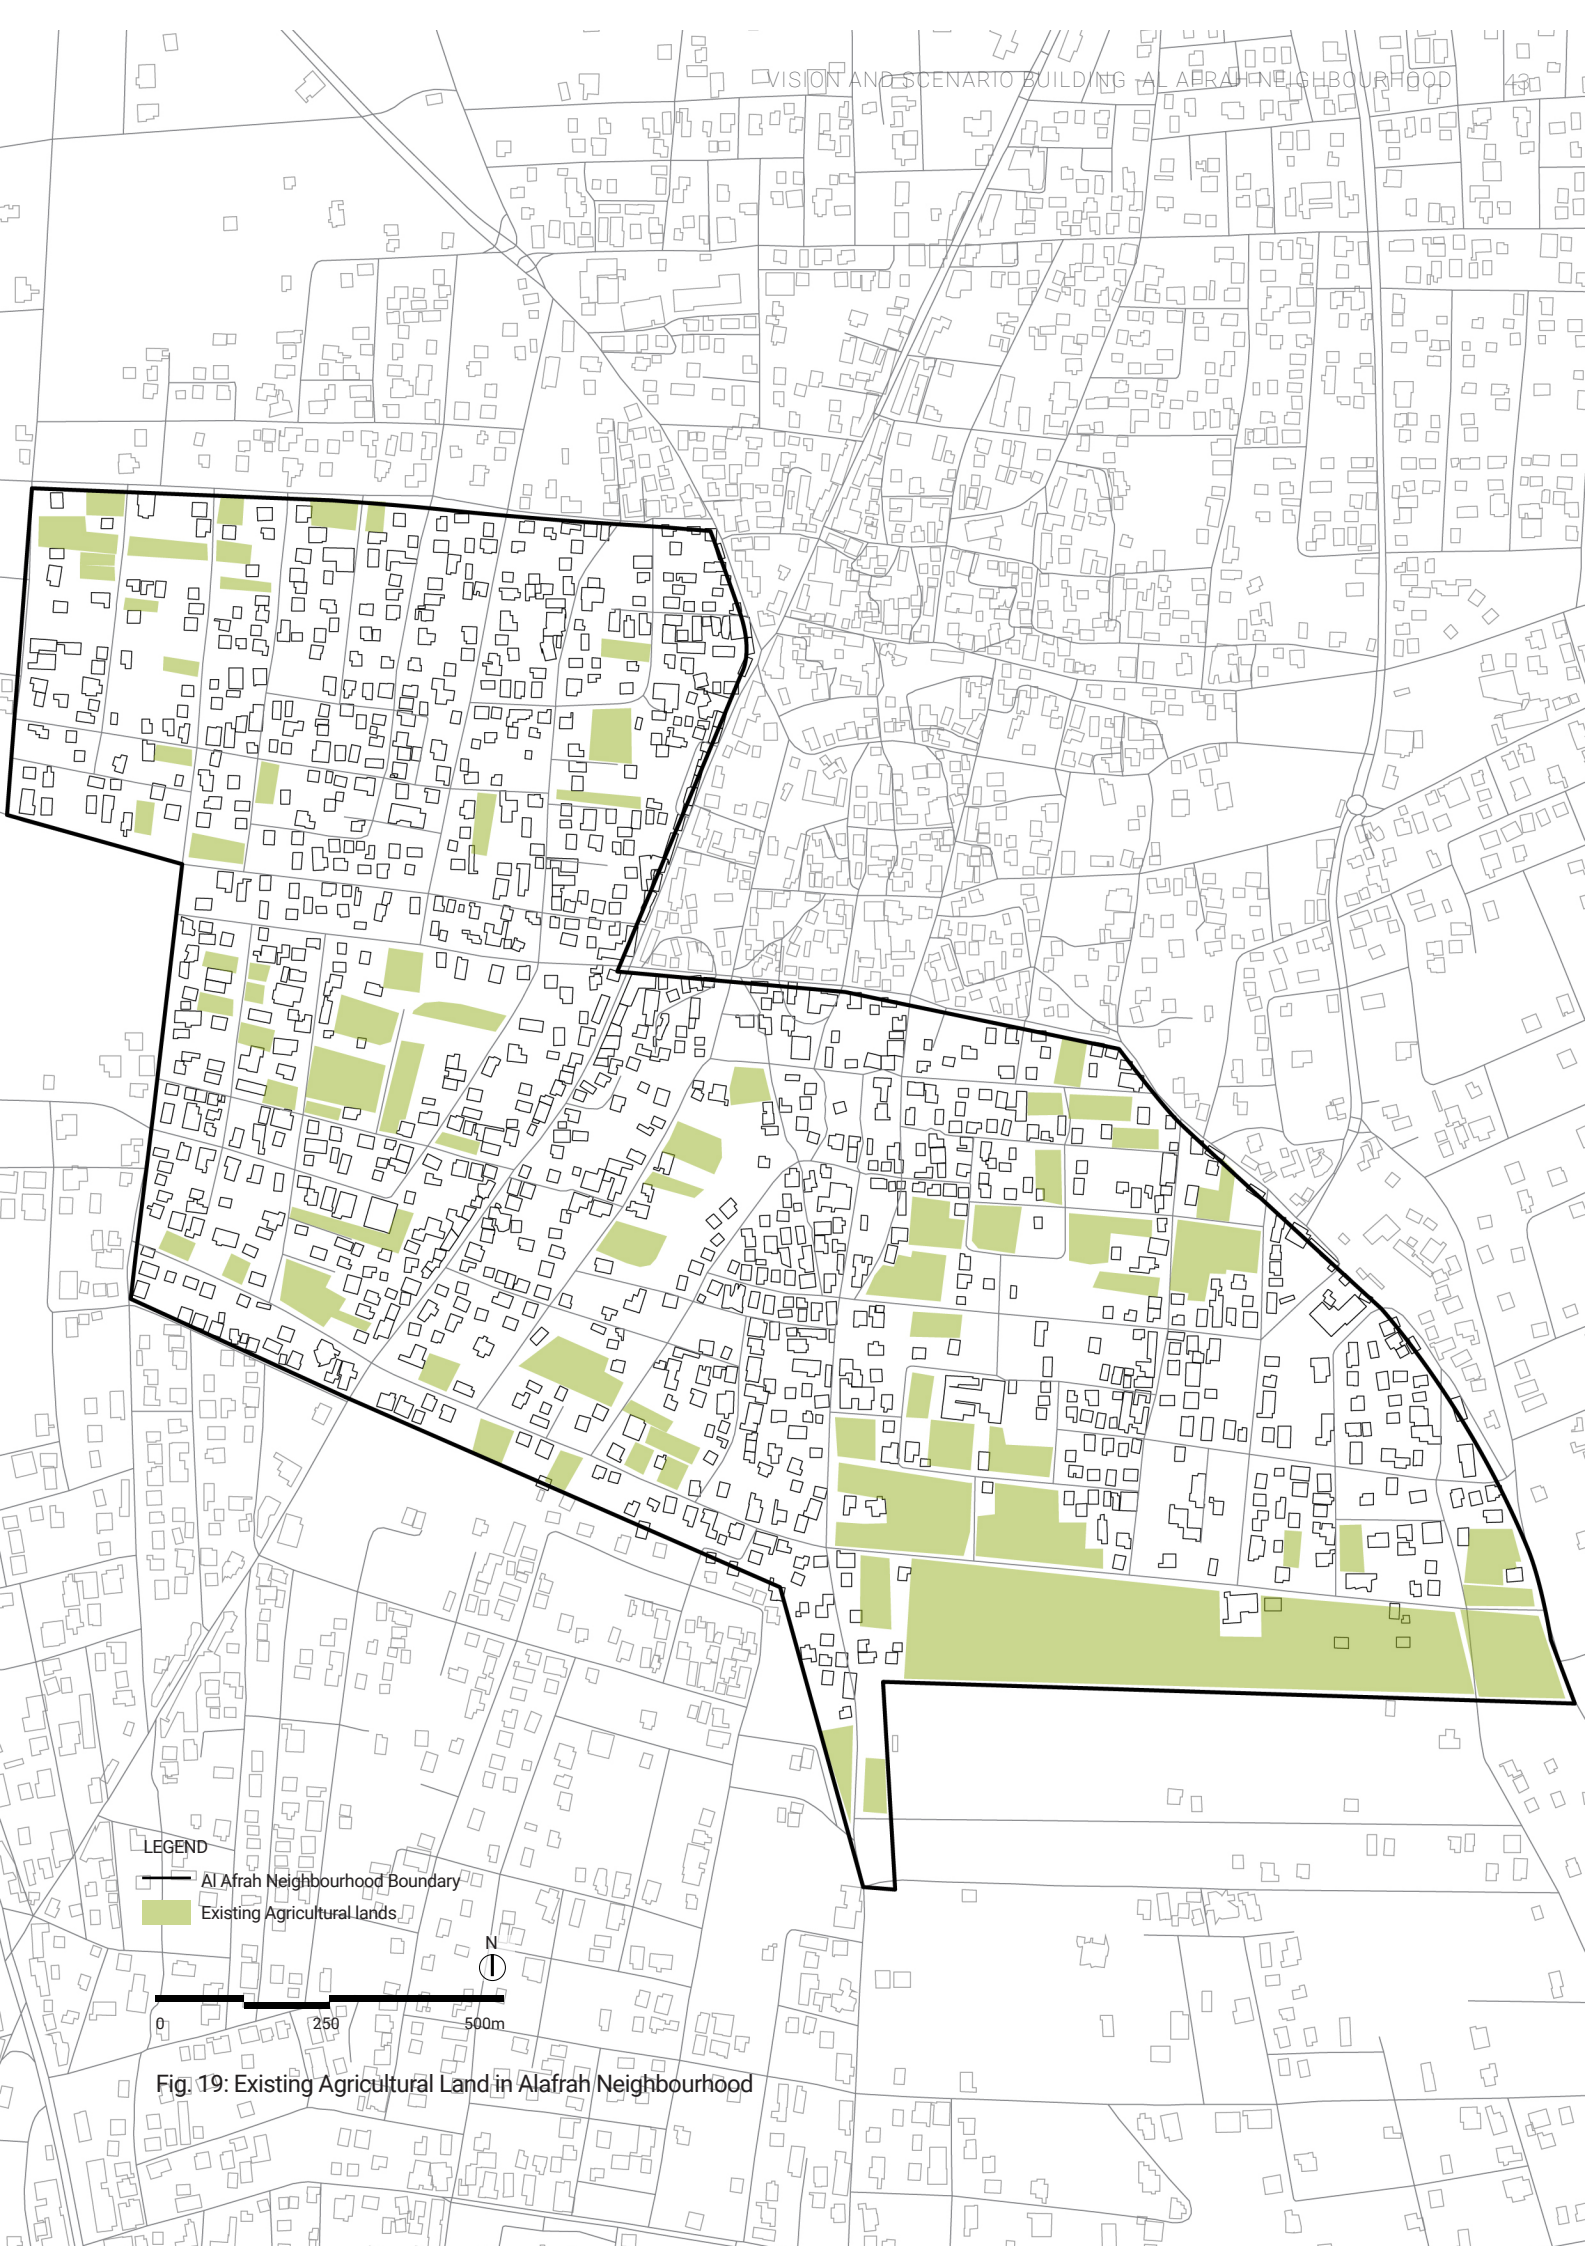 VISION AND SCENARIO BUILDING -AL AFRAH NEIGHBOURHOOD 43
LEGEND
Al Afrah Neighbourhood Boundary
Existing Agricultural lands
N
0 250 500m
Fig. 19: Existing Agricultural Land in Alafrah Neighbourhood